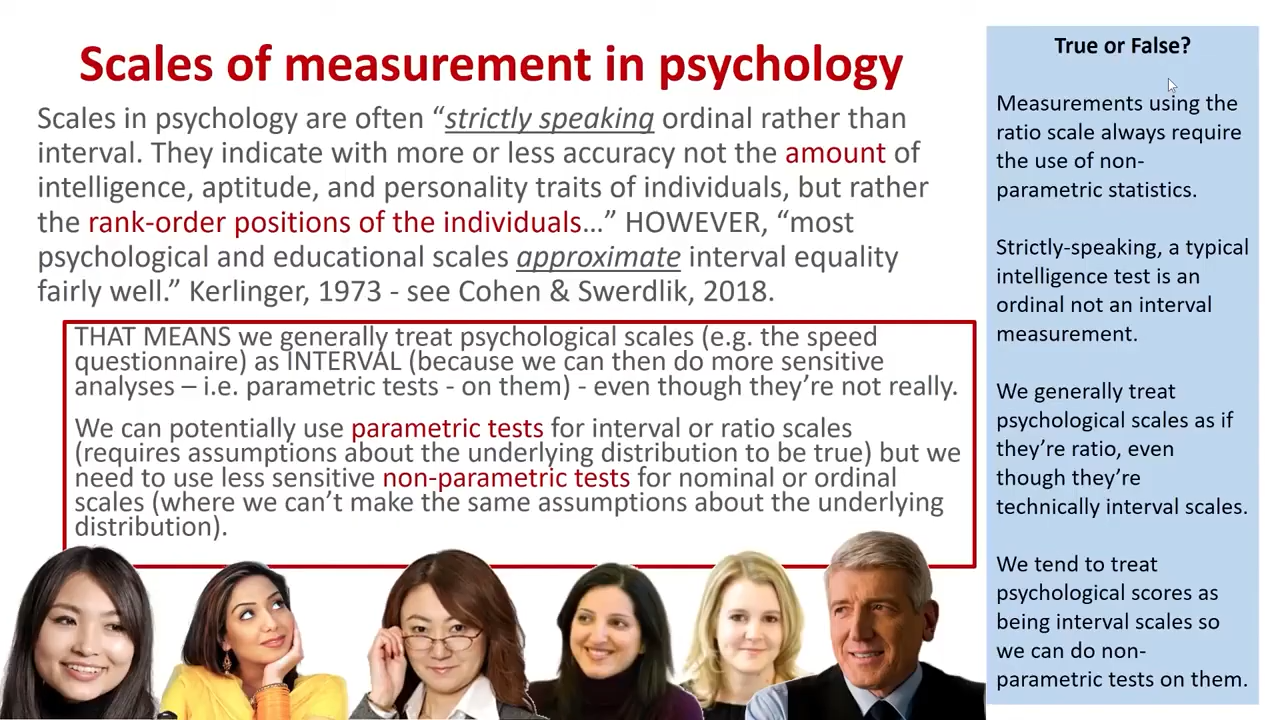 Scales of measurement in psychology
Scales in psychology are often “strictly speaking ordinal rather than
interval. They indicate with more or less accuracy not the amount of
intelligence, aptitude, and personality traits of individuals, but rather
the rank-order positions of the individuals…” HOWEVER, “most
psychological and educational scales approximate interval equality
fairly well.” Kerlinger, 1973 - see Cohen & Swerdlik, 2018.
THAT MEANS we generally treat psychological scales (e.g. the speed
questionnaire) as INTERVAL (because we can then do more sensitive
analyses – i.e. parametric tests - on them) - even though they’re not really.
We can potentially use parametric tests for interval or ratio scales
(requires assumptions about the underlying distribution to be true) but we
need to use less sensitive non-parametric tests for nominal or ordinal
scales (where we can’t make the same assumptions about the underlying
distribution).
True or False?
Measurements using the
ratio scale always require
the use of non-
parametric statistics.
Strictly-speaking, a typical
intelligence test is an
ordinal not an interval
measurement.
We generally treat
psychological scales as if
they’re ratio, even
though they’re
technically interval scales.
We tend to treat
psychological scores as
being interval scales so
we can do non-
parametric tests on them.